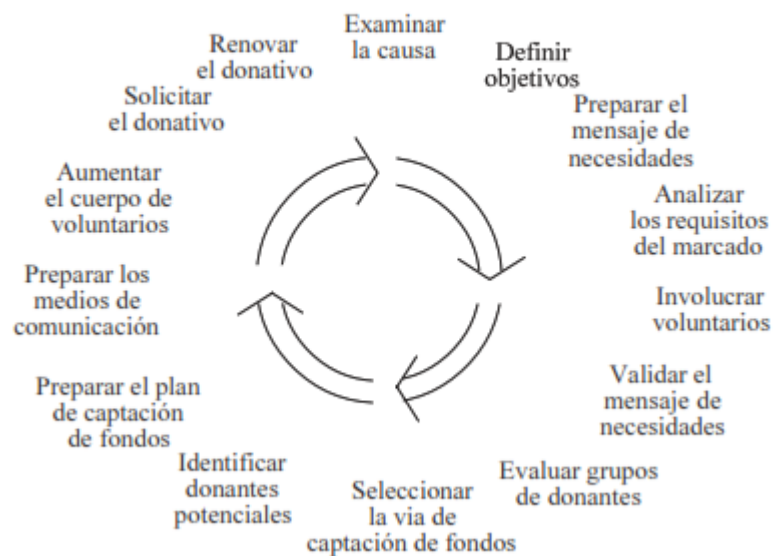 Examinar
la causa
Definir
objetivos
Preparar el
mensaje de
necesidades
Analizar
los requisitos
del marcado
Involucrar
voluntarios
Validar el
mensaje de
necesidades
Evaluar grupos
de donantes
Seleccionar
la via de
captación de fondos
Identificar
donantes
potenciales
Preparar el plan
de captación
de fondos
Preparar los
medios de
comunicación
Aumentar
el cuerpo de
voluntarios
Solicitar
el donativo
Renovar
el donativo